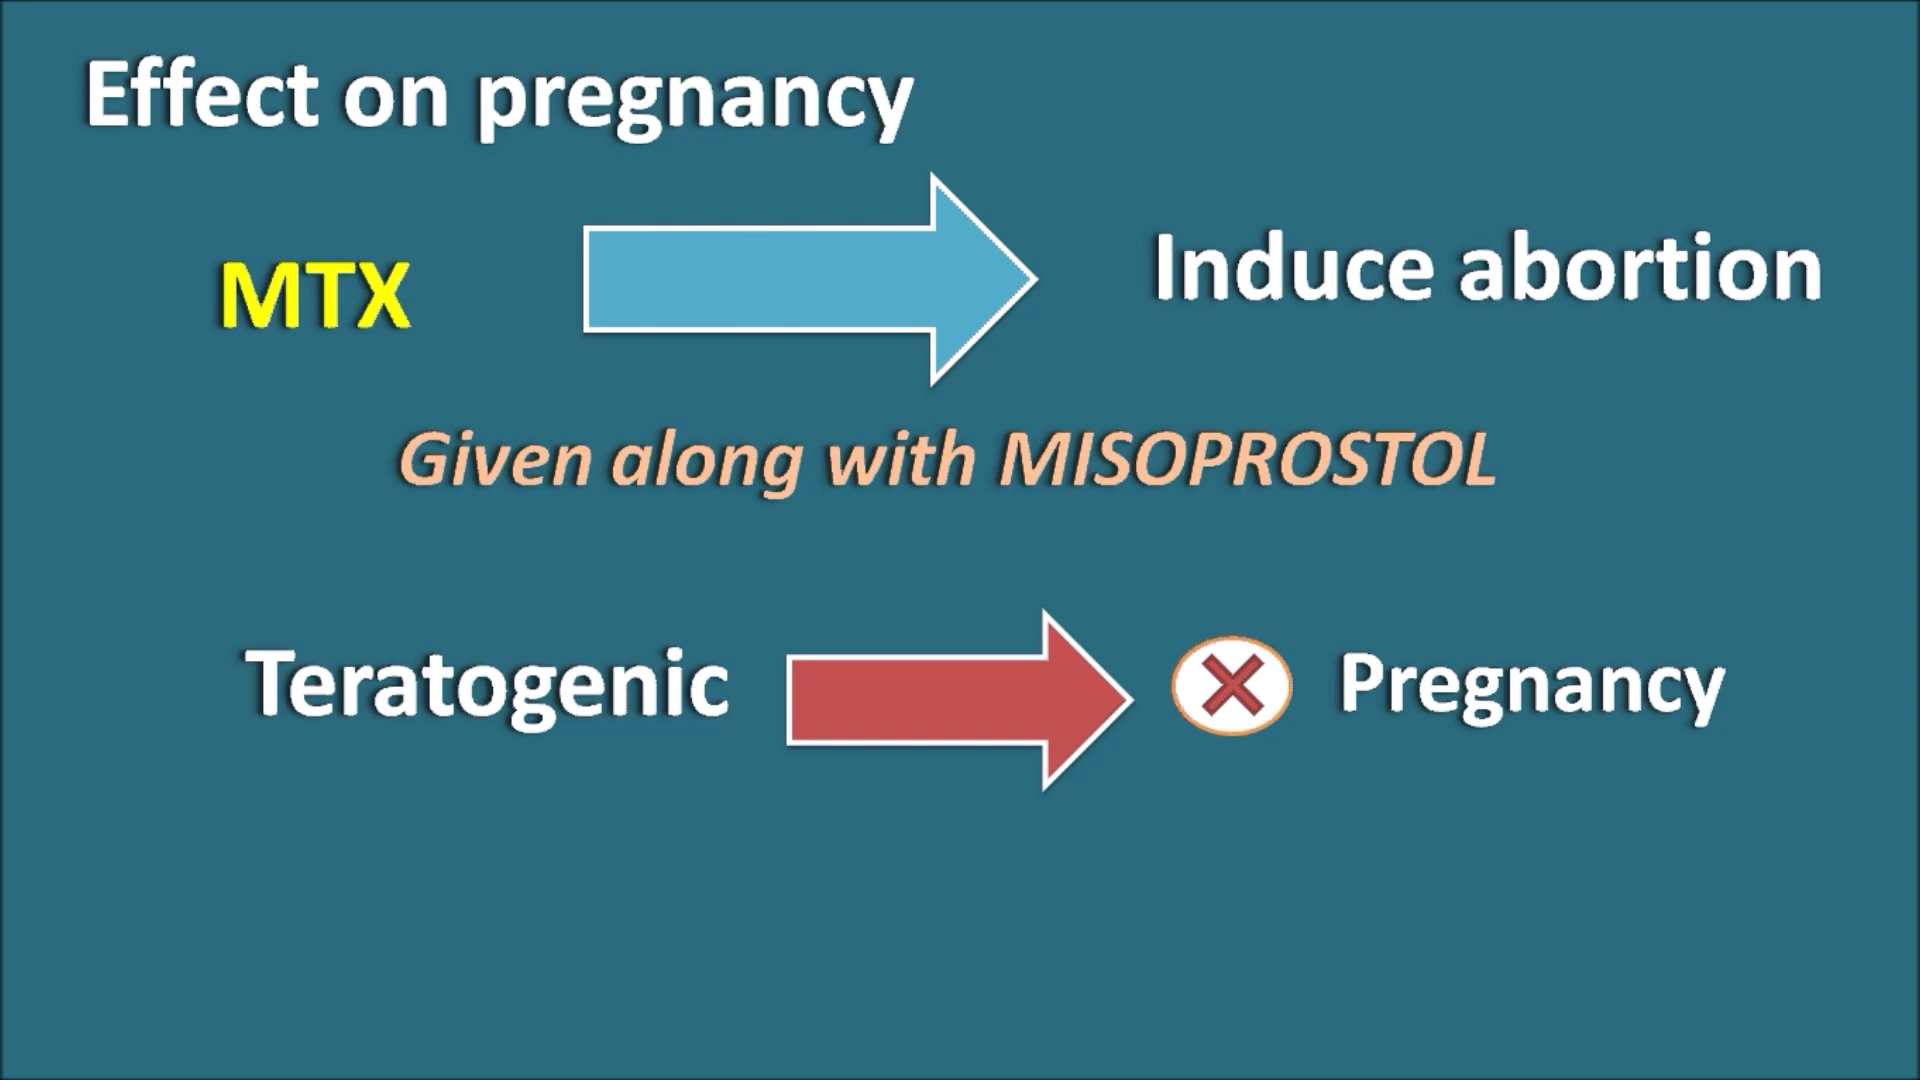 Effect on pregnancy
MTX
Induce abortion
Given along with MISOPROSTOL
Teratogenic
Pregnancy